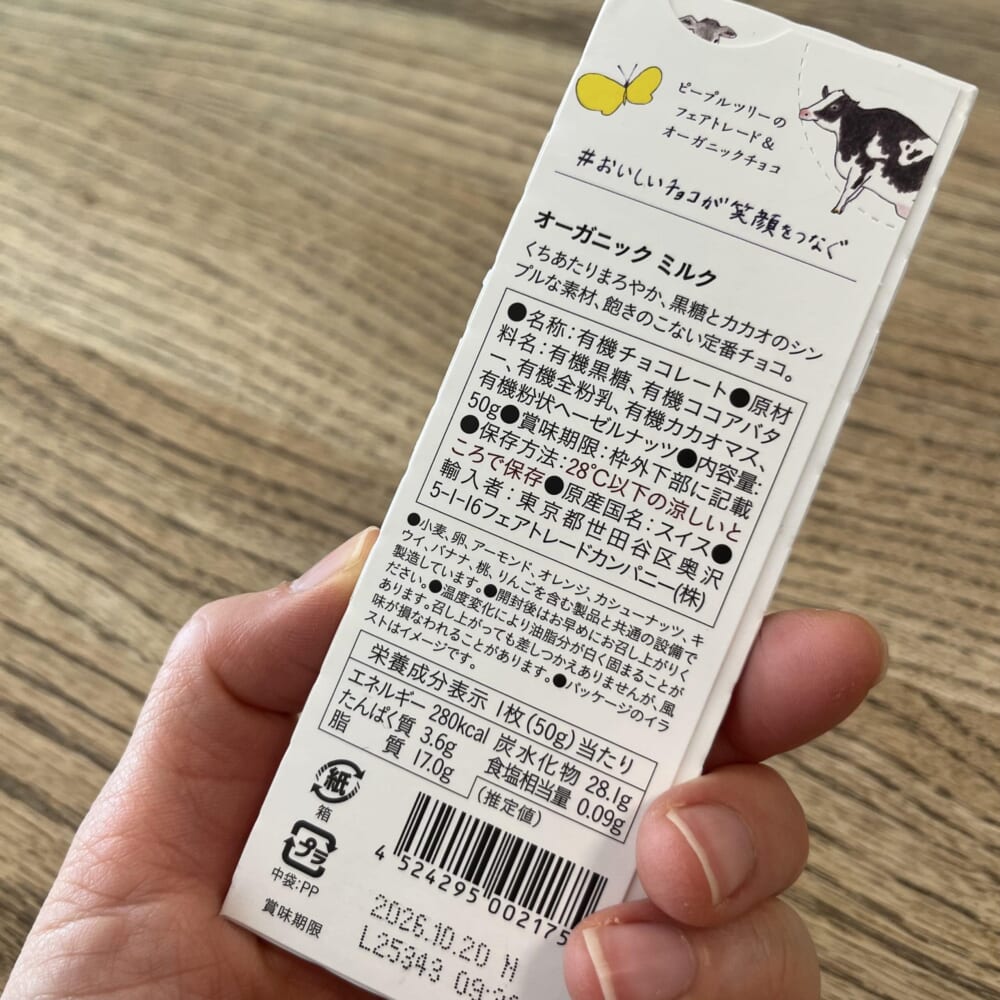 ピープルツリーの
フェアトレード&
オーガニックチョコ
#おいしいチョコが笑顔をつなぐ
オーガニック ミルク
くちあたりまろやか、黒糖とカカオのシン
プルな素材、飽きのこない定番チョコ。
●名称:有機チョコレート●原材
料名:有機黒糖、有機ココアバタ
ー、有機全粉乳、有機カカオマス、
有機粉状ヘーゼルナッツ●内容量:
50g●賞味期限:枠外下部に記載
●保存方法:28℃以下の涼しいと
ころで保存●原産国名:スイス●
輸入者:東京都世田谷区奥沢
5-1-16フェアトレードカンパニー(株)
●小麦、卵、アーモンド、オレンジ、カシューナッツ、キ
ウイ、バナナ、桃、りんごを含む製品と共通の設備で
製造しています。●開封後はお早めにお召し上がりく
ださい。●温度変化により油脂分が白く固まることが
あります。召し上がっても差しつかえありませんが、風
味が損なわれることがあります。●パッケージのイラ
ストはイメージです。
栄養成分表示 1枚(50g)当たり
エネルギー 280kcal 炭水化物 28.1g
たんぱく質 3.6g 食塩相当量 0.09g
脂質 17.0g (推定値)
紙
箱
プラ
中袋:PP
4 524295 002175
賞味期限
2026.10.20 N
L25343